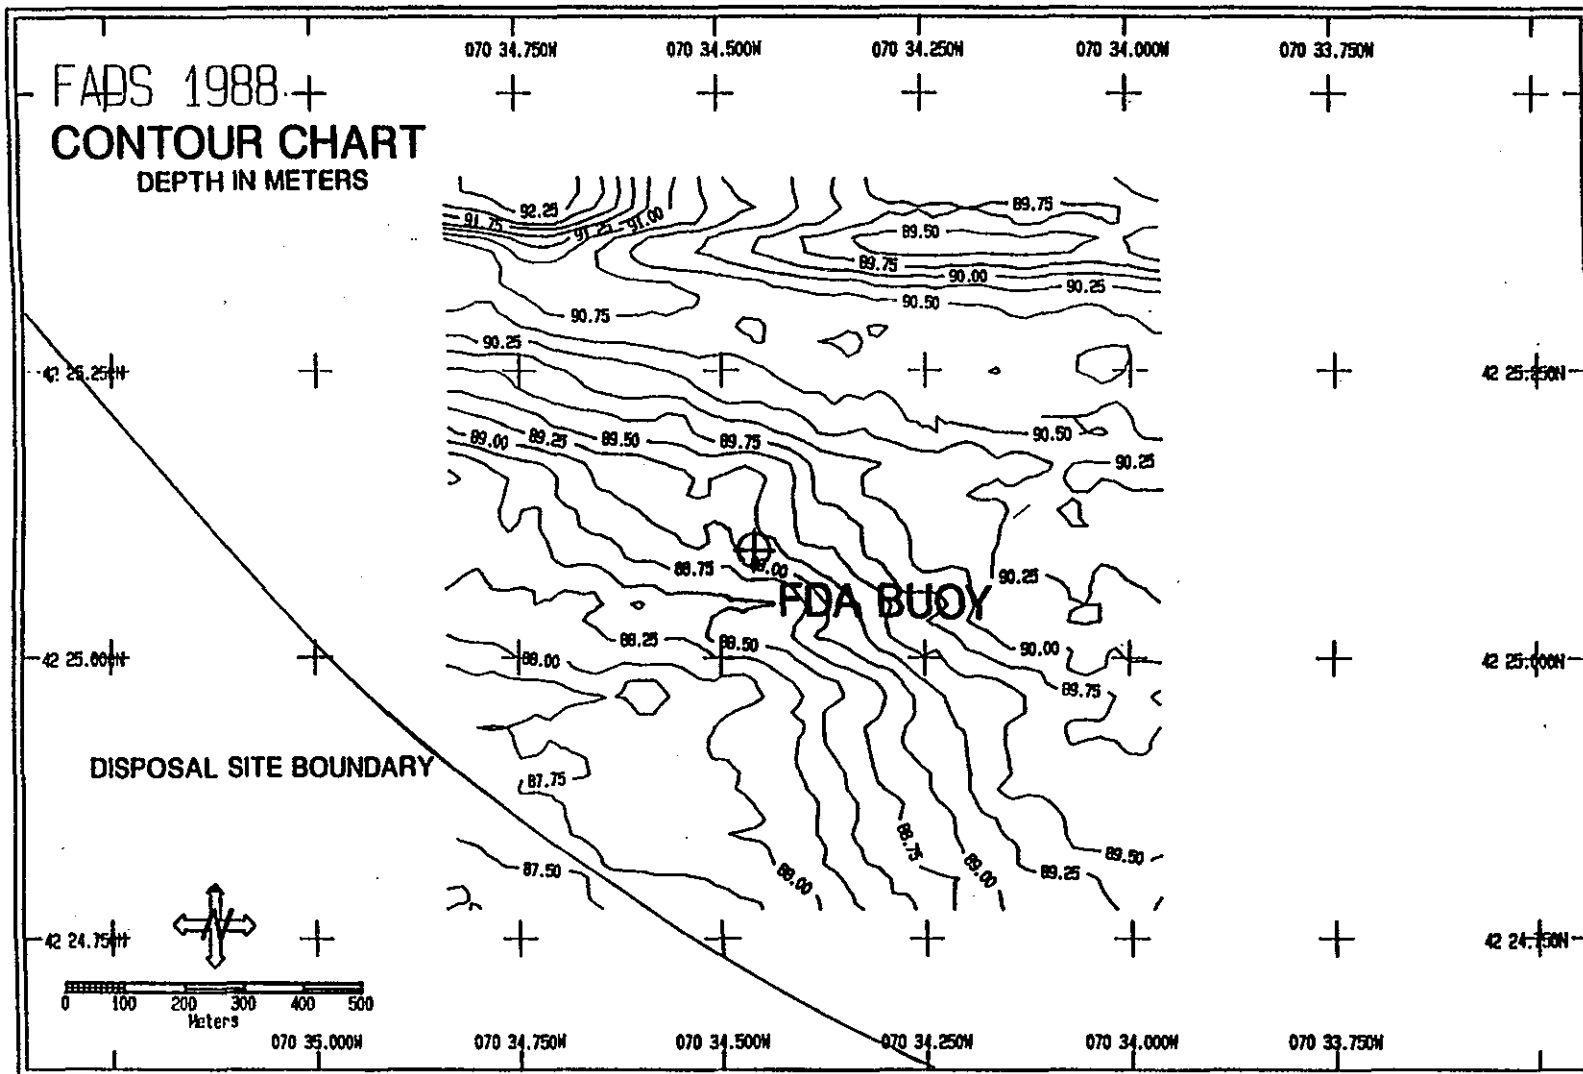 070 34.750W 070 34.500W 070 34.250W 070 34.000W 070 33.750W
FADS 1988
CONTOUR CHART
DEPTH IN METERS
92.25
91.75
91.25
91.00
89.75
89.50
89.75
90.00
90.25
90.50
90.75
90.25
42 25.250N
42 25.250N
89.00
89.25
89.50
89.75
90.50
90.25
88.75
89.00
FDA BUOY
90.25
88.25
88.50
90.00
42 25.000N
88.00
42 25.000N
89.75
DISPOSAL SITE BOUNDARY
87.75
87.50
88.00
88.75
89.00
89.25
89.50
N
42 24.750N
42 24.750N
0 100 200 300 400 500
Meters
070 35.000W 070 34.750W 070 34.500W 070 34.250W 070 34.000W 070 33.750W